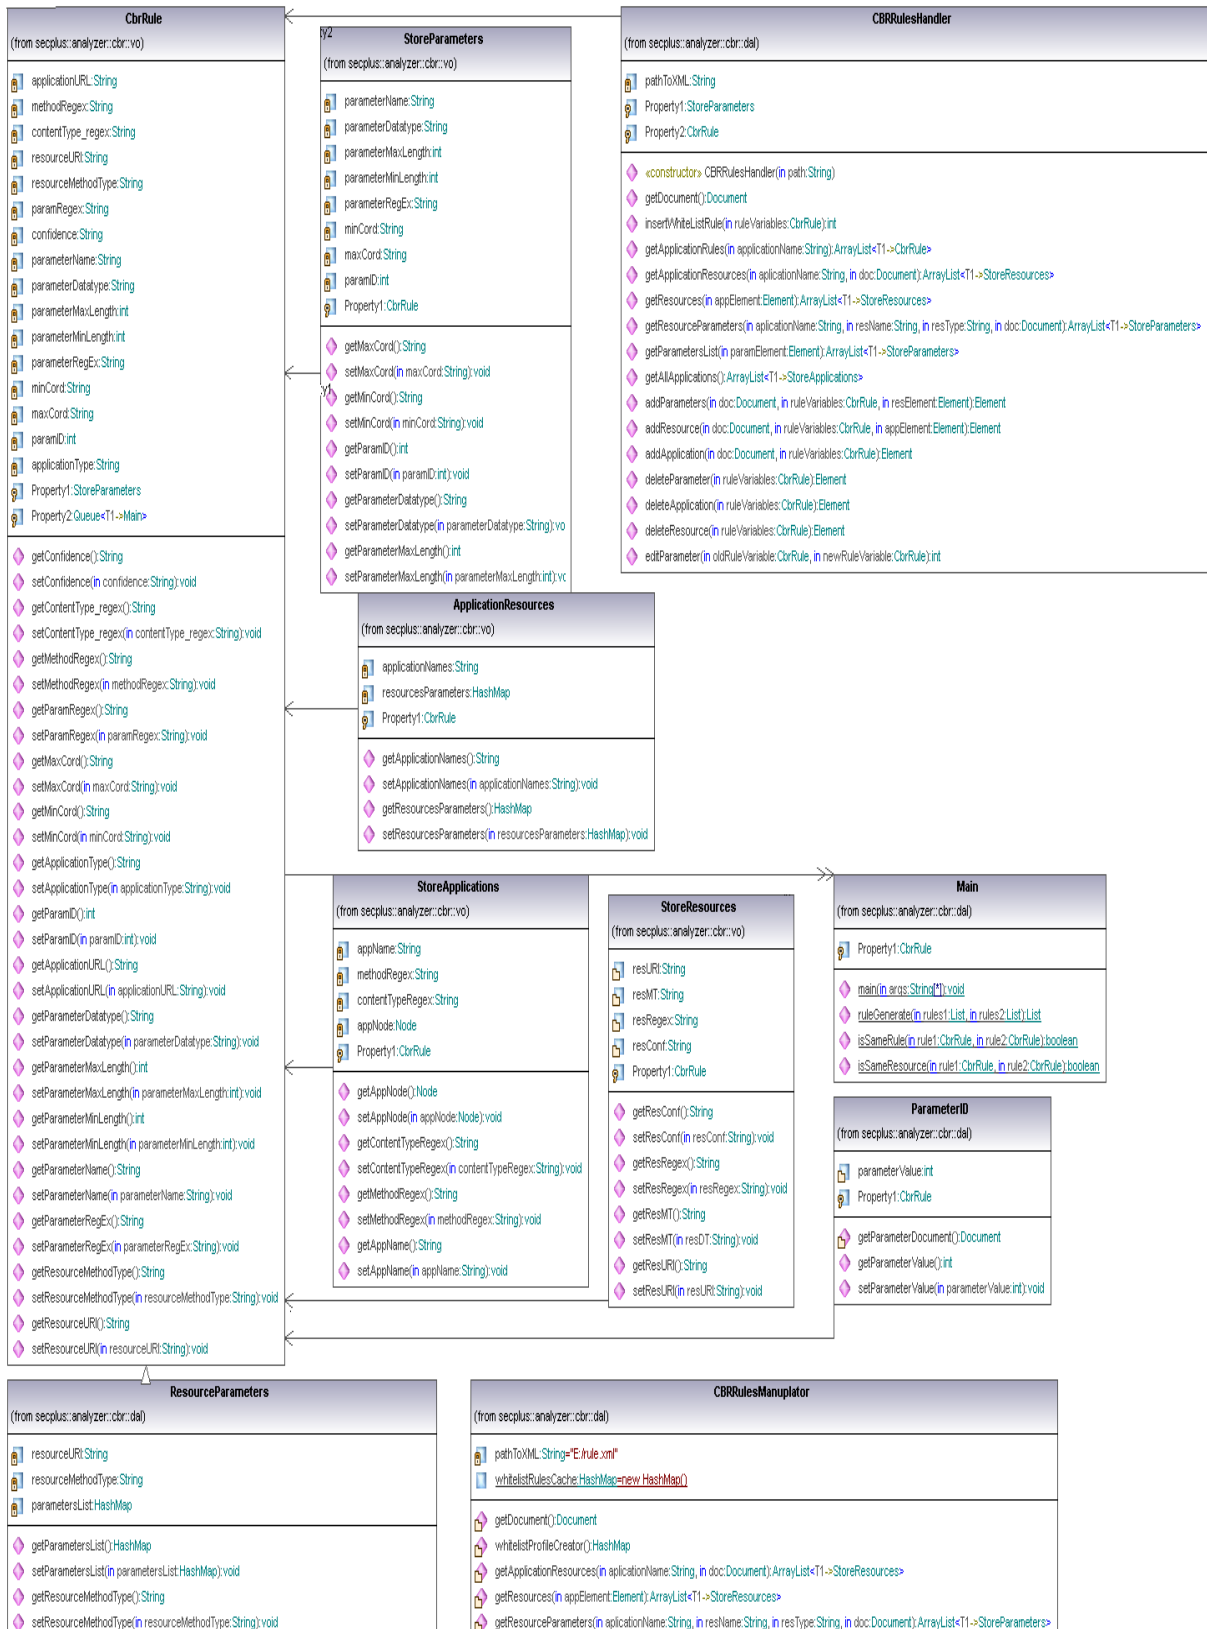 CbrRule
(from secplus::analyzer::cbr::vo)
applicationURL:String
methodRegex:String
contentType_regex:String
resourceURI:String
resourceMethodType:String
paramRegex:String
confidence:String
parameterName:String
parameterDatatype:String
parameterMaxLength:int
parameterMinLength:int
parameterRegEx:String
minCord:String
maxCord:String
paramID:int
applicationType:String
Property1:StoreParameters
Property2:Queue<T1->Main>
getConfidence():String
setConfidence(in confidence:String):void
getContentType_regex():String
setContentType_regex(in contentType_regex:String):void
getMethodRegex():String
setMethodRegex(in methodRegex:String):void
getParamRegex():String
setParamRegex(in paramRegex:String):void
getMaxCord():String
setMaxCord(in maxCord:String):void
getMinCord():String
setMinCord(in minCord:String):void
getApplicationType():String
setApplicationType(in applicationType:String):void
getParamID():int
setParamID(in paramID:int):void
getApplicationURL():String
setApplicationURL(in applicationURL:String):void
getParameterDatatype():String
setParameterDatatype(in parameterDatatype:String):void
getParameterMaxLength():int
setParameterMaxLength(in parameterMaxLength:int):void
getParameterMinLength():int
setParameterMinLength(in parameterMinLength:int):void
getParameterName():String
setParameterName(in parameterName:String):void
getParameterRegEx():String
setParameterRegEx(in parameterRegEx:String):void
getResourceMethodType():String
setResourceMethodType(in resourceMethodType:String):void
getResourceURI():String
setResourceURI(in resourceURI:String):void
ty2
StoreParameters
(from secplus::analyzer::cbr::vo)
parameterName:String
parameterDatatype:String
parameterMaxLength:int
parameterMinLength:int
parameterRegEx:String
minCord:String
maxCord:String
paramID:int
Property1:CbrRule
getMaxCord():String
setMaxCord(in maxCord:String):void
ty1
getMinCord():String
setMinCord(in minCord:String):void
getParamID():int
setParamID(in paramID:int):void
getParameterDatatype():String
setParameterDatatype(in parameterDatatype:String):vo
getParameterMaxLength():int
setParameterMaxLength(in parameterMaxLength:int):vc
CBRRulesHandler
(from secplus::analyzer::cbr::dal)
pathToXML:String
Property1:StoreParameters
Property2:CbrRule
«constructor» CBRRulesHandler(in path:String)
getDocument():Document
insertWhiteListRule(in ruleVariables:CbrRule):int
getApplicationRules(in applicationName:String):ArrayList<T1->CbrRule>
getApplicationResources(in aplicationName:String, in doc:Document):ArrayList<T1->StoreResources>
getResources(in appElement:Element):ArrayList<T1->StoreResources>
getResourceParameters(in aplicationName:String, in resName:String, in resType:String, in doc:Document):ArrayList<T1->StoreParameters>
getParametersList(in paramElement:Element):ArrayList<T1->StoreParameters>
getAllApplications():ArrayList<T1->StoreApplications>
addParameters(in doc:Document, in ruleVariables:CbrRule, in resElement:Element):Element
addResource(in doc:Document, in ruleVariables:CbrRule, in appElement:Element):Element
addApplication(in doc:Document, in ruleVariables:CbrRule):Element
deleteParameter(in ruleVariables:CbrRule):Element
deleteApplication(in ruleVariables:CbrRule):Element
deleteResource(in ruleVariables:CbrRule):Element
editParameter(in oldRuleVariable:CbrRule, in newRuleVariable:CbrRule):int
ApplicationResources
(from secplus::analyzer::cbr::vo)
applicationNames:String
resourcesParameters:HashMap
Property1:CbrRule
getApplicationNames():String
setApplicationNames(in applicationNames:String):void
getResourcesParameters():HashMap
setResourcesParameters(in resourcesParameters:HashMap):void
StoreApplications
(from secplus::analyzer::cbr::vo)
appName:String
methodRegex:String
contentTypeRegex:String
appNode:Node
Property1:CbrRule
getAppNode():Node
setAppNode(in appNode:Node):void
getContentTypeRegex():String
setContentTypeRegex(in contentTypeRegex:String):void
getMethodRegex():String
setMethodRegex(in methodRegex:String):void
getAppName():String
setAppName(in appName:String):void
StoreResources
(from secplus::analyzer::cbr::vo)
resURI:String
resMT:String
resRegex:String
resConf:String
Property1:CbrRule
getResConf():String
setResConf(in resConf:String):void
getResRegex():String
setResRegex(in resRegex:String):void
getResMT():String
setResMT(in resDT:String):void
getResURI():String
setResURI(in resURI:String):void
Main
(from secplus::analyzer::cbr::dal)
Property1:CbrRule
main(in args:String[*]):void
ruleGenerate(in rules1:List, in rules2:List):List
isSameRule(in rule1:CbrRule, in rule2:CbrRule):boolean
isSameResource(in rule1:CbrRule, in rule2:CbrRule):boolean
ParameterID
(from secplus::analyzer::cbr::dal)
parameterValue:int
Property1:CbrRule
getParameterDocument():Document
getParameterValue():int
setParameterValue(in parameterValue:int):void
ResourceParameters
(from secplus::analyzer::cbr::dal)
resourceURI:String
resourceMethodType:String
parametersList:HashMap
getParametersList():HashMap
setParametersList(in parametersList:HashMap):void
getResourceMethodType():String
setResourceMethodType(in resourceMethodType:String):void
CBRRulesManuplator
(from secplus::analyzer::cbr::dal)
pathToXML:String="E:/rule.xml"
whitelistRulesCache:HashMap=new HashMap()
getDocument():Document
whitelistProfileCreator():HashMap
getApplicationResources(in aplicationName:String, in doc:Document):ArrayList<T1->StoreResources>
getResources(in appElement:Element):ArrayList<T1->StoreResources>
getResourceParameters(in aplicationName:String, in resName:String, in resType:String, in doc:Document):ArrayList<T1->StoreParameters>